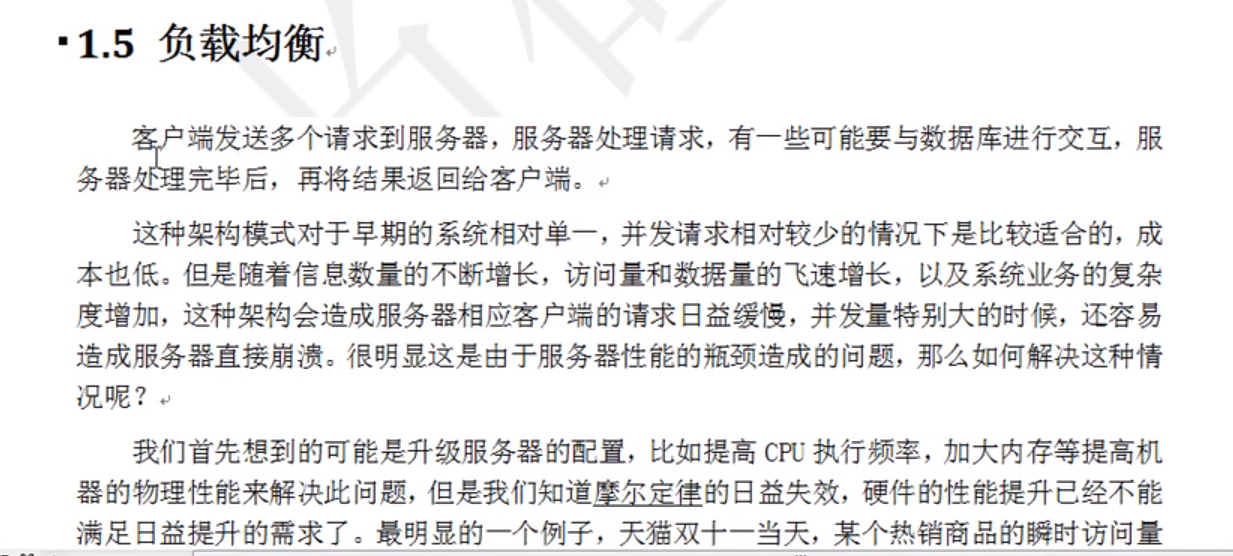 1.5 负载均衡
客户端发送多个请求到服务器，服务器处理请求，有一些可能要与数据库进行交互，服
务器处理完毕后，再将结果返回给客户端。
这种架构模式对于早期的系统相对单一，并发请求相对较少的情况下是比较适合的，成
本也低。但是随着信息数量的不断增长，访问量和数据量的飞速增长，以及系统业务的复杂
度增加，这种架构会造成服务器相应客户端的请求日益缓慢，并发量特别大的时候，还容易
造成服务器直接崩溃。很明显这是由于服务器性能的瓶颈造成的问题，那么如何解决这种情
况呢？
我们首先想到的可能是升级服务器的配置，比如提高 CPU 执行频率，加大内存等提高机
器的物理性能来解决此问题，但是我们知道摩尔定律的日益失效，硬件的性能提升已经不能
满足日益提升的需求了。最明显的一个例子，天猫双十一当天，某个热销商品的瞬时访问量